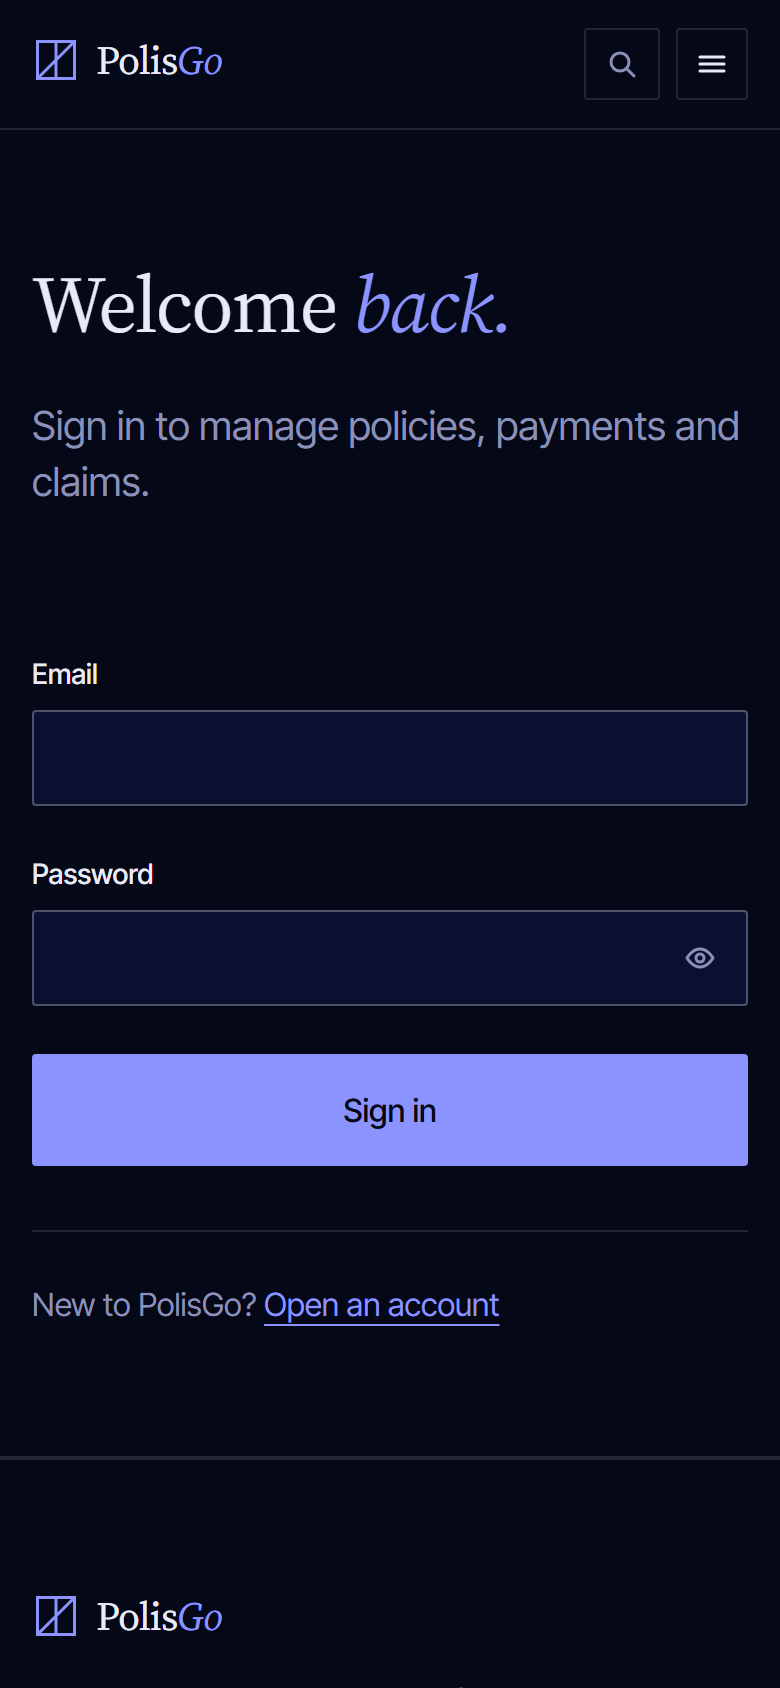 PolisGo
Welcome back.
Sign in to manage policies, payments and
claims.
Email
Password
Sign in
New to PolisGo? Open an account
PolisGo